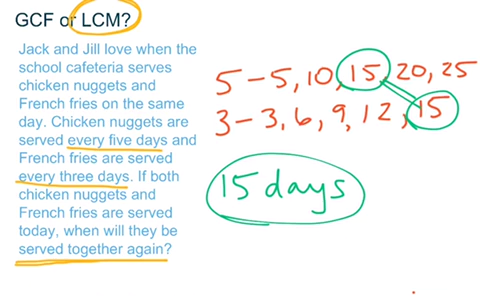 GCF or LCM?
Jack and Jill love when the
school cafeteria serves
chicken nuggets and
French fries on the same
day. Chicken nuggets are
served every five days and
French fries are served
every three days. If both
chicken nuggets and
French fries are served
today, when will they be
served together again?
5 - 5, 10, 15, 20, 25
3 - 3, 6, 9, 12, 15
15 days